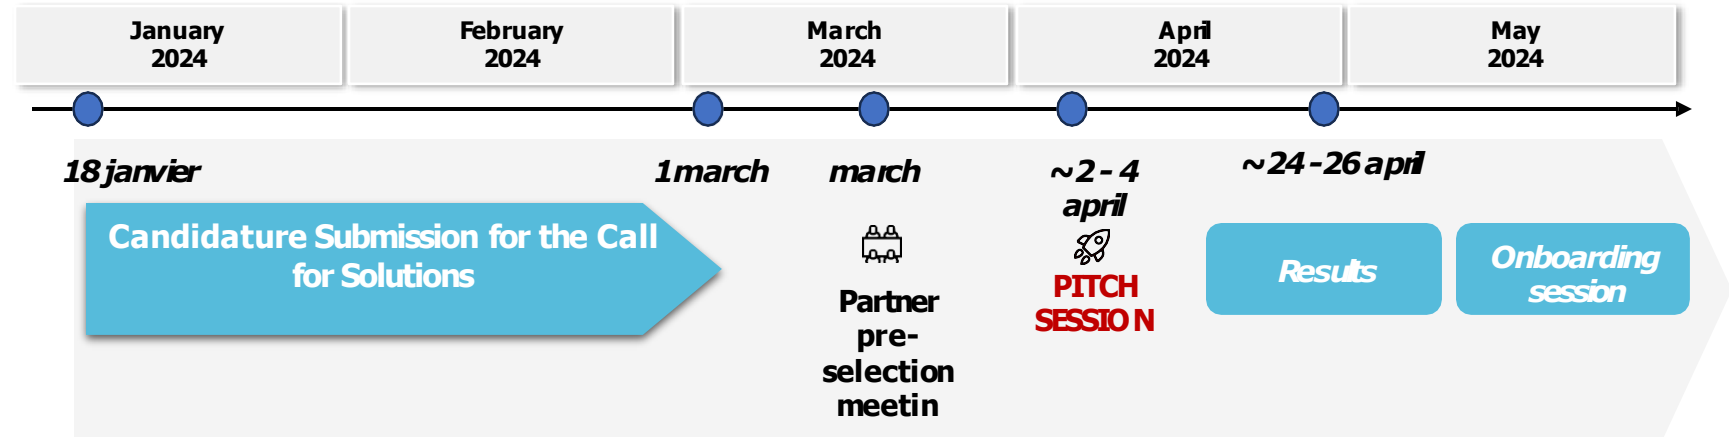 January
2024
February
2024
March
2024
April
2024
May
2024
18 janvier
1 march
march
~2 - 4
april
~24 -26 april
Candidature Submission for the Call
for Solutions
Partner
pre-
selection
meetin
PITCH
SESSION
Results
Onboarding
session